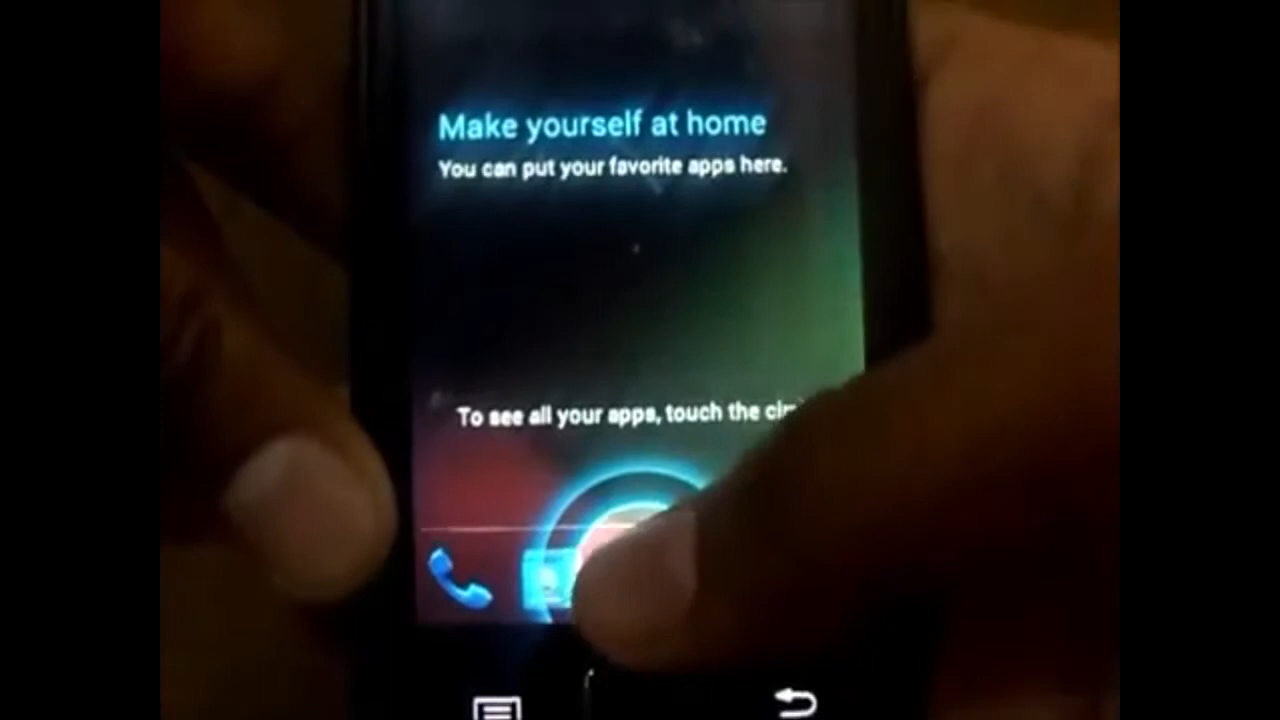 Make yourself at home
You can put your favorite apps here.
To see all your apps, touch the